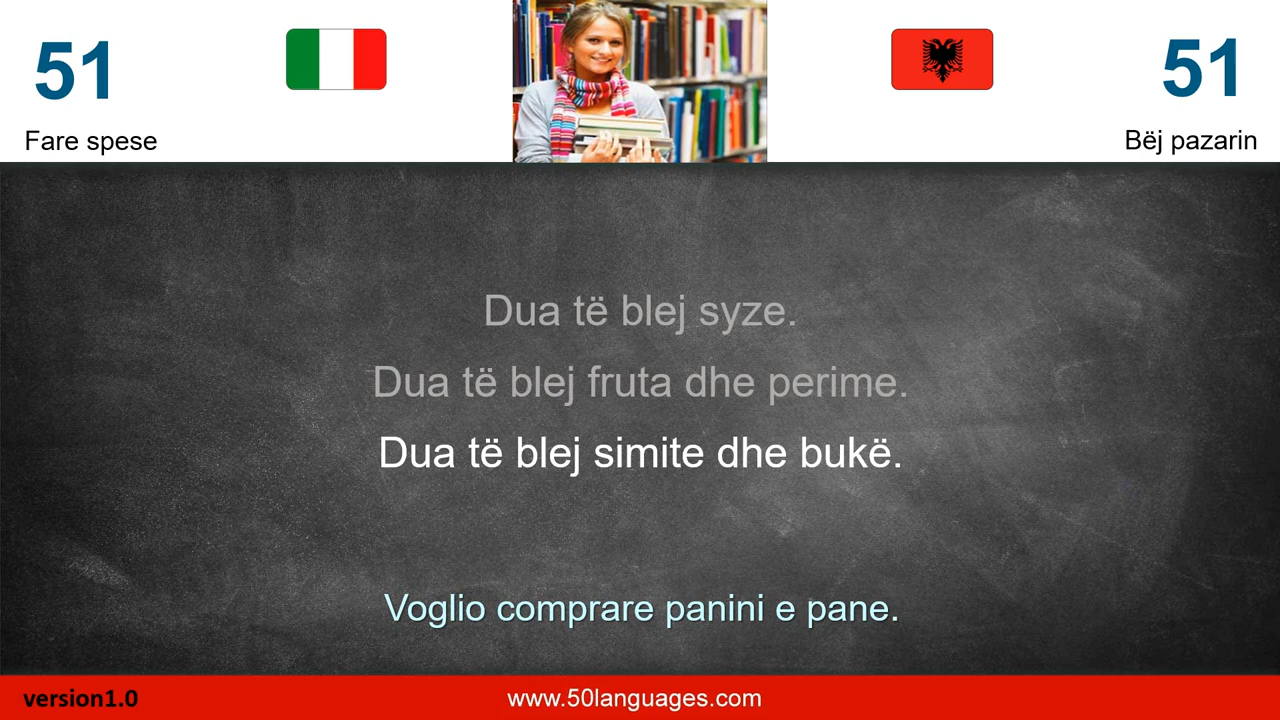 51
51
Fare spese
Bëj pazarin
Dua të blej syze.
Dua të blej fruta dhe perime.
Dua të blej simite dhe bukë.
Voglio comprare panini e pane.
version1.0
www.50languages.com